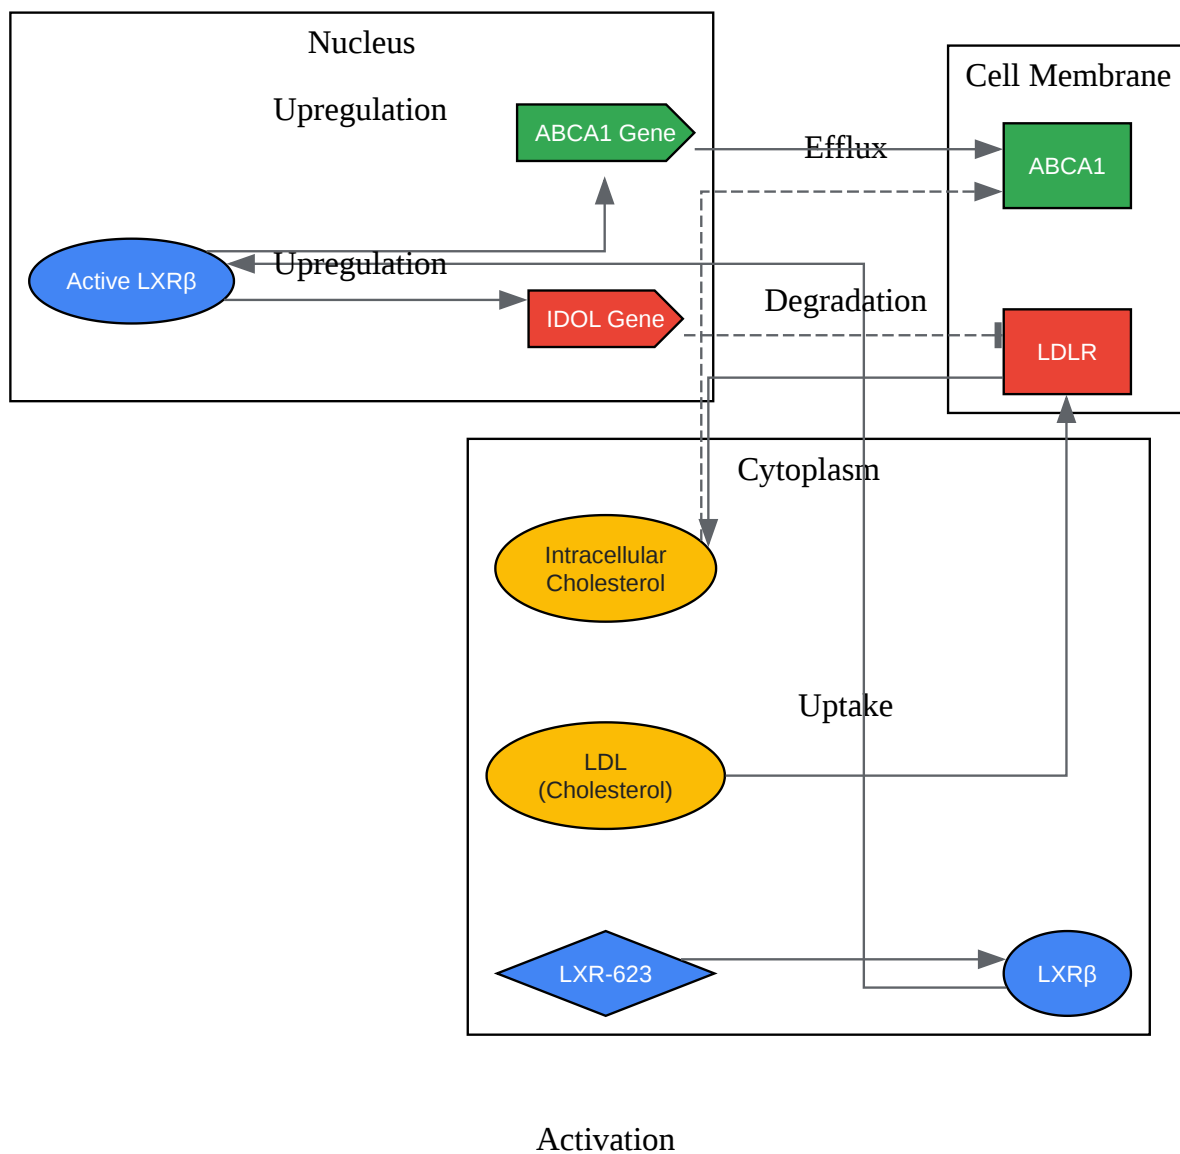 Nucleus
Cell Membrane
Upregulation
ABCA1 Gene
Efflux
ABCA1
Upregulation
Active LXRβ
IDOL Gene
Degradation
LDLR
Cytoplasm
Intracellular
Cholesterol
Uptake
LDL
(Cholesterol)
LXR-623
LXRβ
Activation